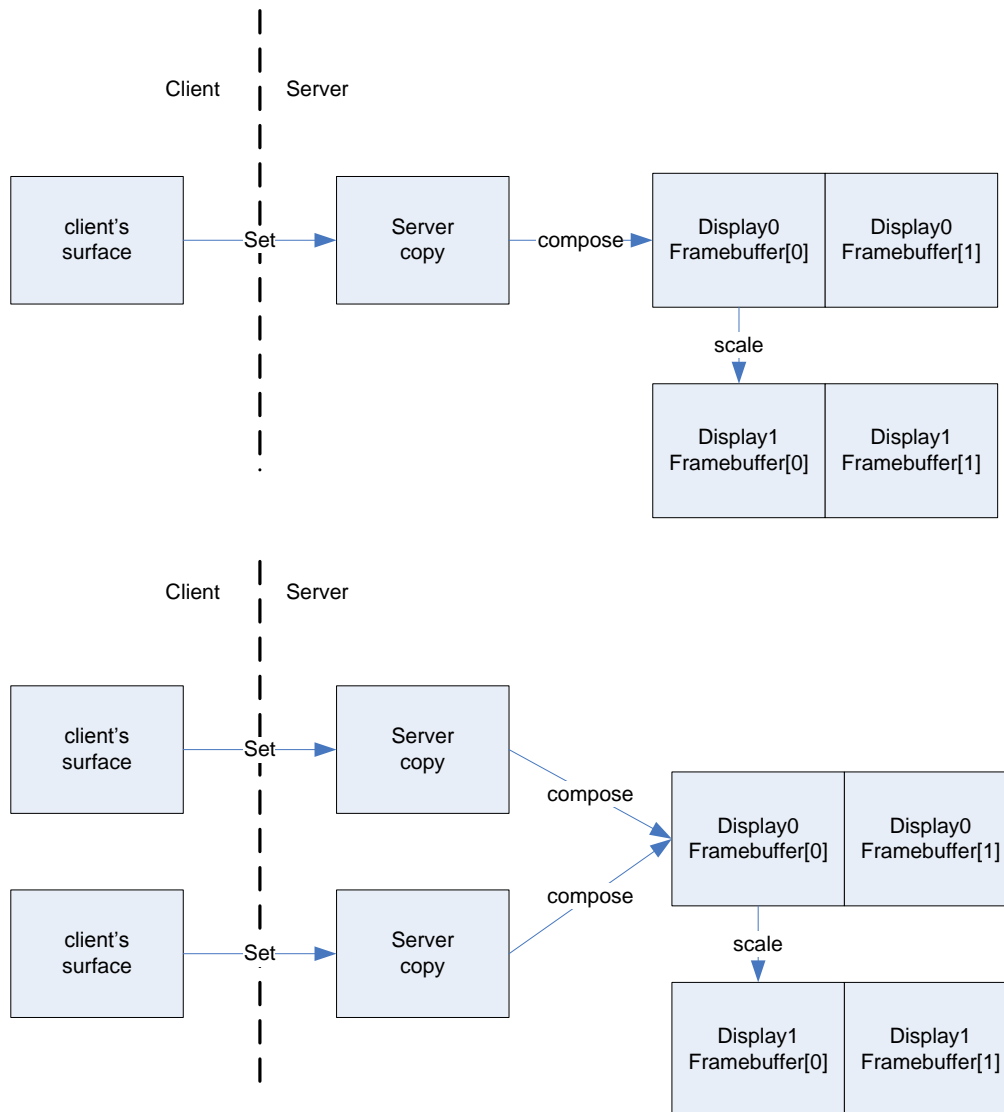 Client
Server
client's
surface
Set
Server
copy
compose
Display0
Framebuffer[0]
Display0
Framebuffer[1]
scale
Display1
Framebuffer[0]
Display1
Framebuffer[1]
Client
Server
client's
surface
Set
Server
copy
compose
Display0
Framebuffer[0]
Display0
Framebuffer[1]
client's
surface
Set
Server
copy
compose
scale
Display1
Framebuffer[0]
Display1
Framebuffer[1]